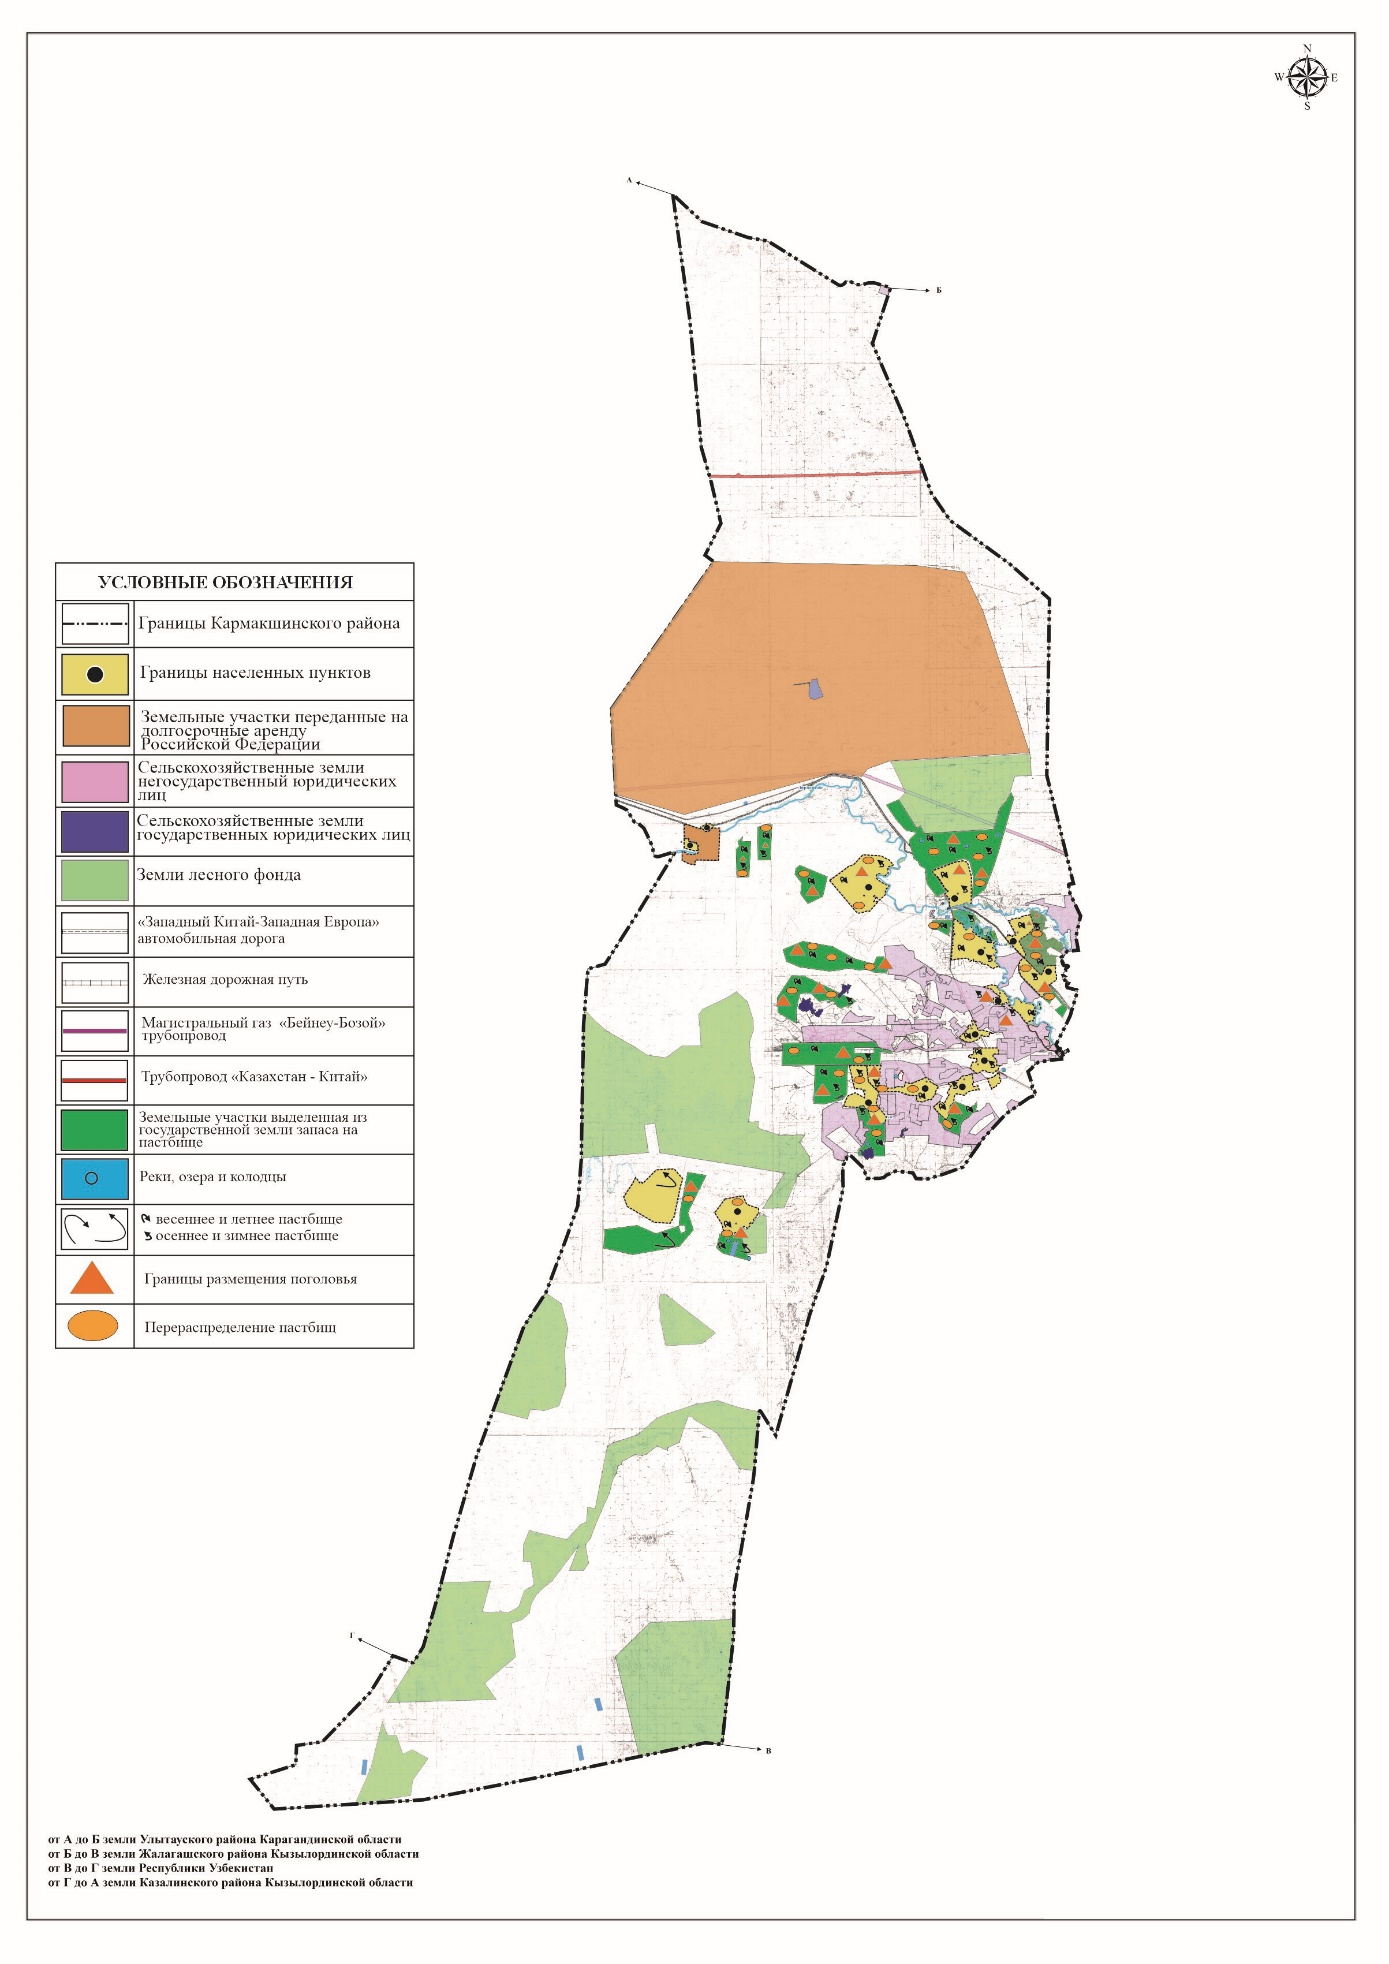 N
W E
S
А
Б
УСЛОВНЫЕ ОБОЗНАЧЕНИЯ
Границы Кармакшинского района
Границы населенных пунктов
Земельные участки переданные на
долгосрочные аренду
Российской Федерации
Сельскохозяйственные земли
негосударственный юридических
лиц
Сельскохозяйственные земли
государственных юридических лиц
Земли лесного фонда
«Западный Китай-Западная Европа»
автомобильная дорога
Железная дорожная путь
Магистральный газ «Бейнеу-Бозой»
трубопровод
Трубопровод «Казахстан - Китай»
Земельные участки выделенная из
государственной земли запаса на
пастбище
Реки, озера и колодцы
весеннее и летнее пастбище
осеннее и зимнее пастбище
Границы размещения поголовья
Перераспределение пастбищ
Г
В
от А до Б земли Улытауского района Карагандинской области
от Б до В земли Жалагашского района Кызылординской области
от В до Г земли Республики Узбекистан
от Г до А земли Казалинского района Кызылординской области